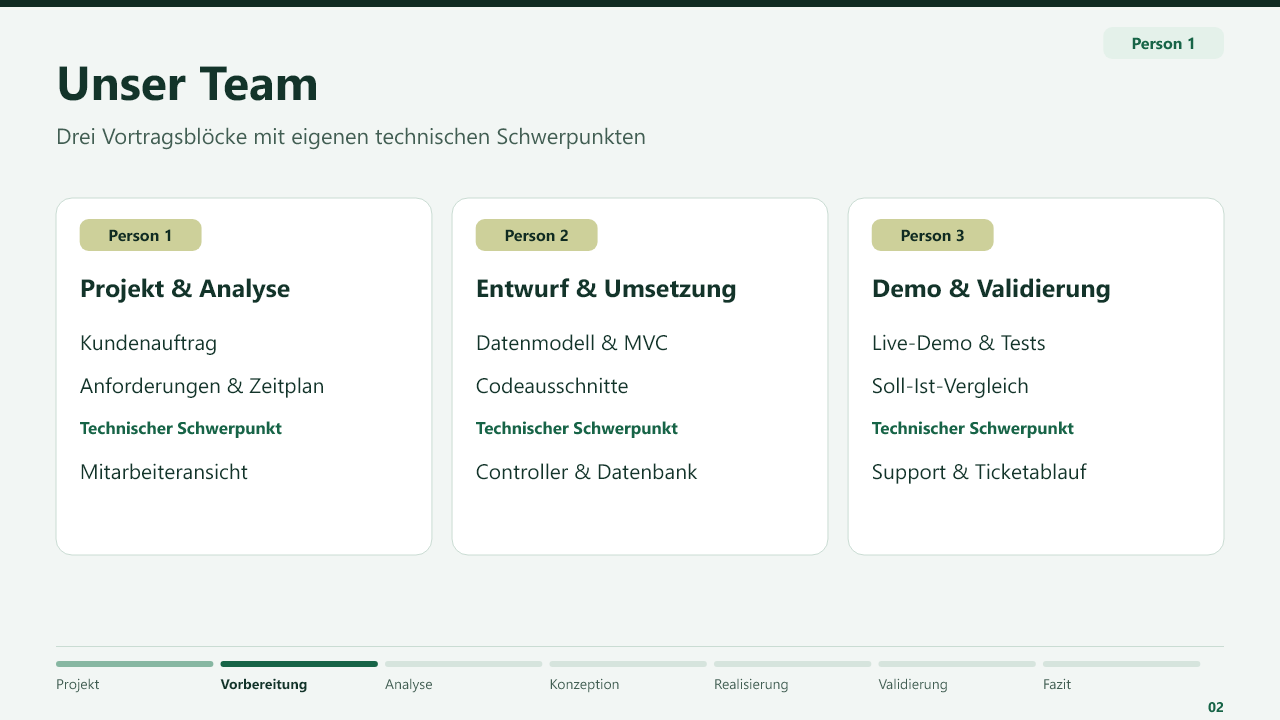 Person 1
Unser Team
Drei Vortragsblöcke mit eigenen technischen Schwerpunkten
Person 1
Projekt & Analyse
Kundenauftrag
Anforderungen & Zeitplan
Technischer Schwerpunkt
Mitarbeiteransicht
Person 2
Entwurf & Umsetzung
Datenmodell & MVC
Codeausschnitte
Technischer Schwerpunkt
Controller & Datenbank
Person 3
Demo & Validierung
Live-Demo & Tests
Soll-Ist-Vergleich
Technischer Schwerpunkt
Support & Ticketablauf
Projekt
Vorbereitung
Analyse
Konzeption
Realisierung
Validierung
Fazit
02